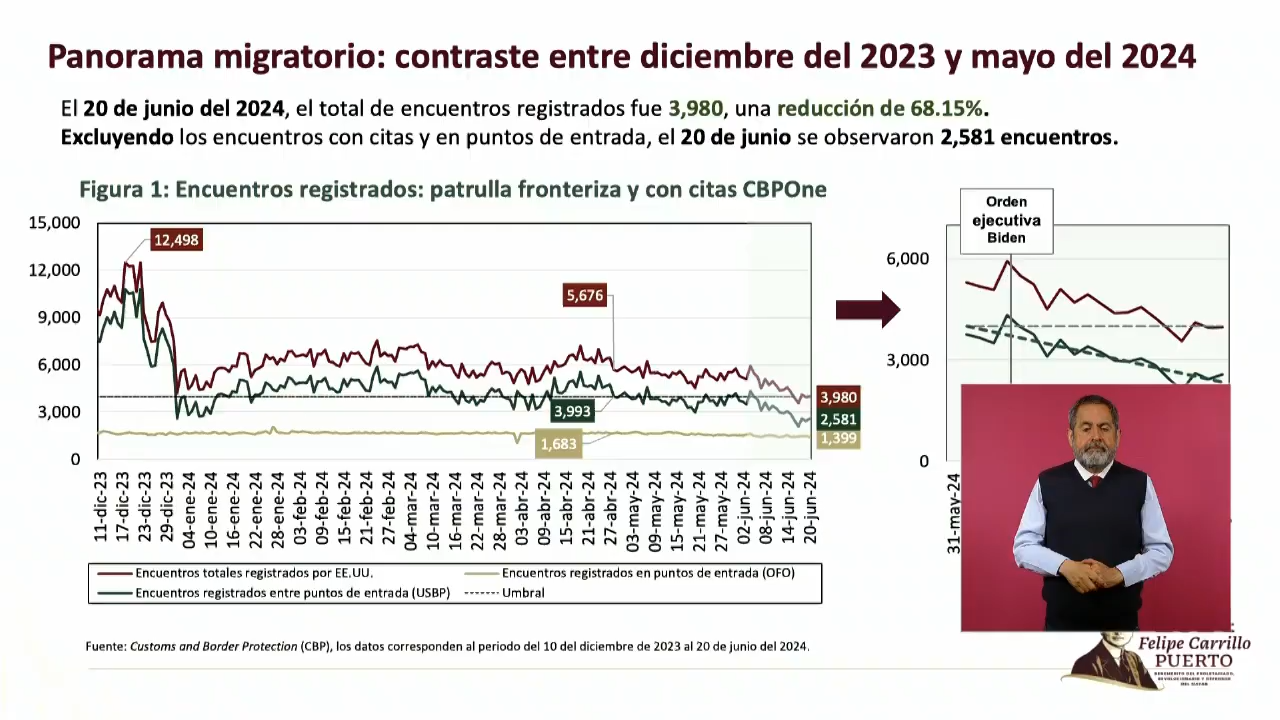 Panorama migratorio: contraste entre diciembre del 2023 y mayo del 2024
El 20 de junio del 2024, el total de encuentros registrados fue 3,980, una reducción de 68.15%.
Excluyendo los encuentros con citas y en puntos de entrada, el 20 de junio se observaron 2,581 encuentros.
Figura 1: Encuentros registrados: patrulla fronteriza y con citas CBPOne
15,000
12,000
9,000
6,000
3,000
0
12,498
5,676
3,993
1,683
3,980
2,581
1,399
11-dic-23
17-dic-23
23-dic-23
29-dic-23
04-ene-24
10-ene-24
16-ene-24
22-ene-24
28-ene-24
03-feb-24
09-feb-24
15-feb-24
21-feb-24
27-feb-24
04-mar-24
10-mar-24
16-mar-24
22-mar-24
28-mar-24
03-abr-24
09-abr-24
15-abr-24
21-abr-24
27-abr-24
03-may-24
09-may-24
15-may-24
21-may-24
27-may-24
02-jun-24
08-jun-24
14-jun-24
20-jun-24
Encuentros totales registrados por EE.UU.
Encuentros registrados en puntos de entrada (OFO)
Encuentros registrados entre puntos de entrada (USBP)
Umbral
Orden
ejecutiva
Biden
6,000
3,000
0
31-may-24
Fuente: Customs and Border Protection (CBP), los datos corresponden al periodo del 10 del diciembre de 2023 al 20 de junio del 2024.
Felipe Carrillo
PUERTO
BENEMÉRITO DEL PROLETARIADO,
REVOLUCIONARIO Y DEFENSOR
DEL MAYAB